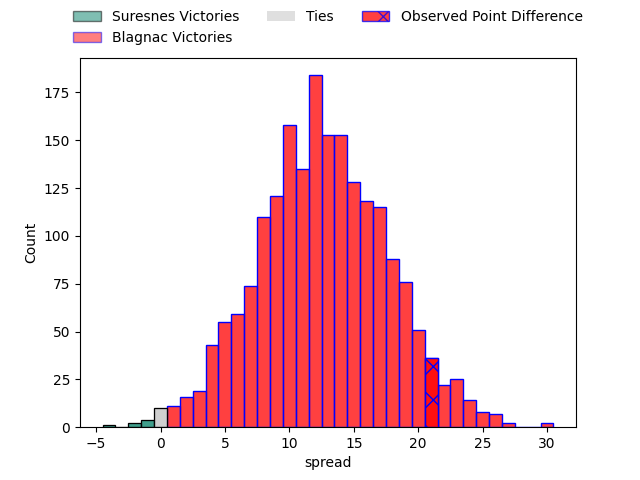 Suresnes Victories
Ties
Observed Point Difference
Blagnac Victories
175
150
125
100
75
50
25
0
Count
−5 0 5 10 15 20 25 30
spread